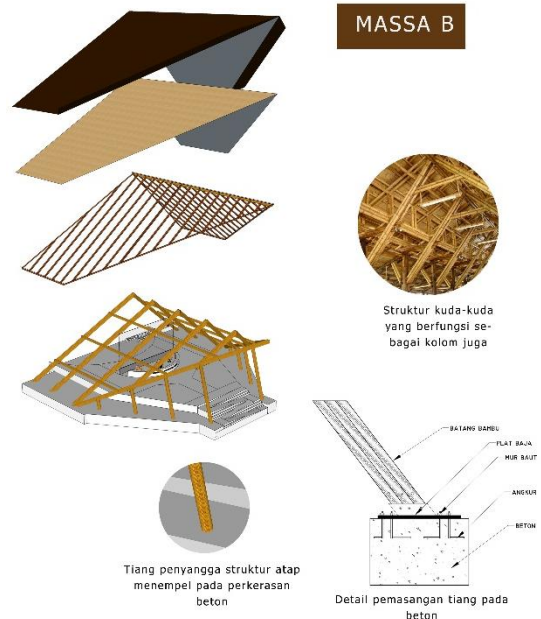 MASSA B
Struktur kuda-kuda
yang berfungsi se-
bagai kolom juga
BATANG BAMBU
PLAT BAJA
MUR BAUT
ANGKUR
BETON
Tiang penyangga struktur atap
menempel pada perkerasan
beton
Detail pemasangan tiang pada
beton